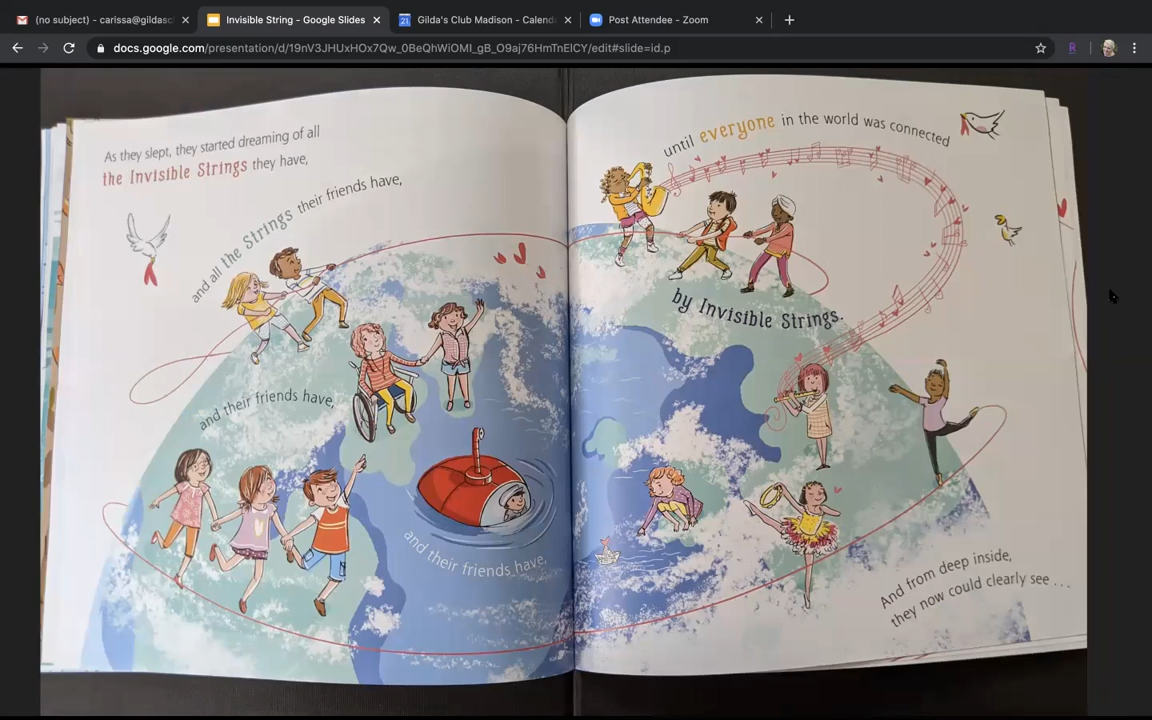 (no subject) - carissa@gildasc
Invisible String - Google Slides
Gilda's Club Madison - Calend
Post Attendee - Zoom
docs.google.com/presentation/d/19nV3JHUxHOx7Qw_0BeQhWiOMI_gB_O9aj76HmTnEICY/edit#slide=id.p
As they slept, they started dreaming of all
the Invisible Strings they have,
and all the Strings their friends have,
and their friends have,
and their friends have,
until everyone in the world was connected
by Invisible Strings.
And from deep inside,
they now could clearly see ...